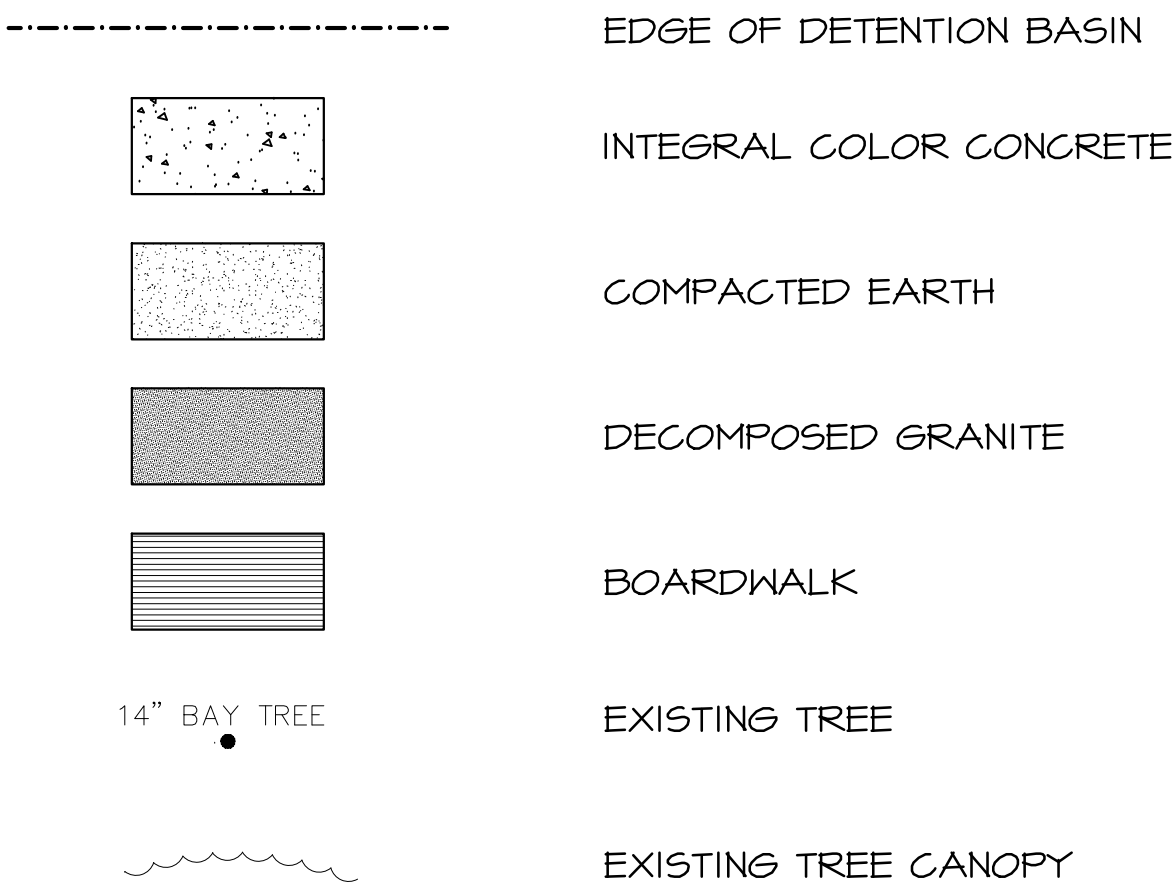 EDGE OF DETENTION BASIN
INTEGRAL COLOR CONCRETE
COMPACTED EARTH
DECOMPOSED GRANITE
BOARDWALK
14” BAY TREE
EXISTING TREE
EXISTING TREE CANOPY